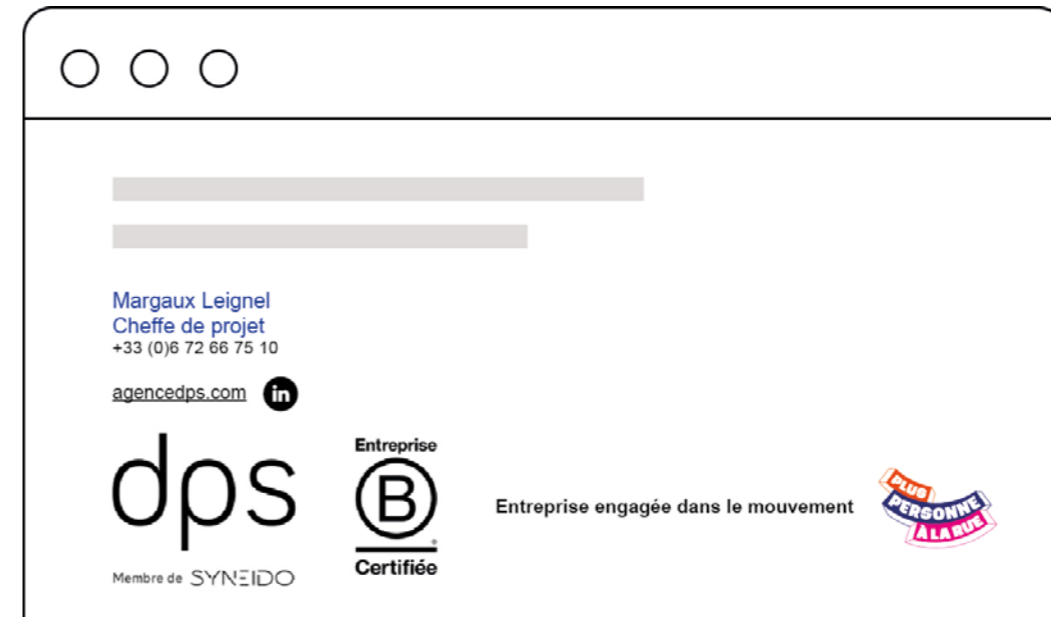 Margaux Leignel
Cheffe de projet
+33 (0)6 72 66 75 10
agencedps.com in
dps
Membre de SYNEIDO
Entreprise
B
Certifiée
Entreprise engagée dans le mouvement
PLUS
PERSONNE
À LA RUE